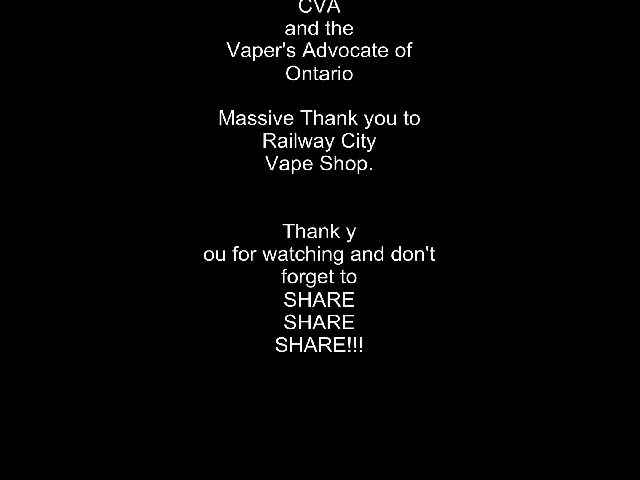 CVA
and the
Vaper's Advocate of
Ontario
Massive Thank you to
Railway City
Vape Shop.
Thank y
ou for watching and don't
forget to
SHARE
SHARE
SHARE!!!